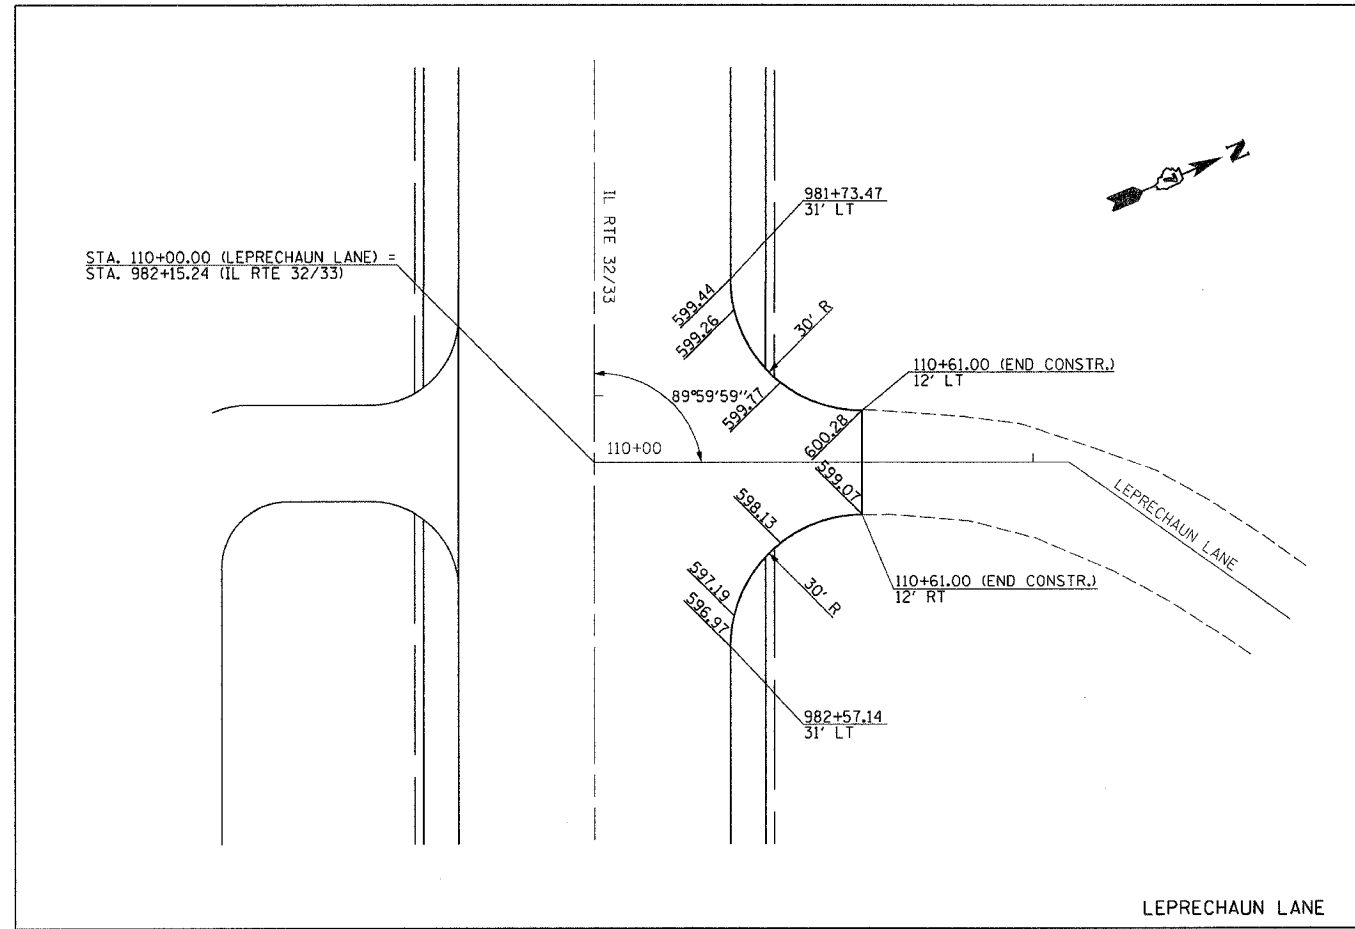 N
981+73.47
31' LT
IL RTE 32/33
STA. 110+00.00 (LEPRECHAUN LANE) =
STA. 982+15.24 (IL RTE 32/33)
599.44
599.26
30' R
110+61.00 (END CONSTR.)
12' LT
89°59'59"
599.77
600.28
110+00
599.07
LEPRECHAUN LANE
598.13
597.19
596.97
30' R
110+61.00 (END CONSTR.)
12' RT
982+57.14
31' LT
LEPRECHAUN LANE